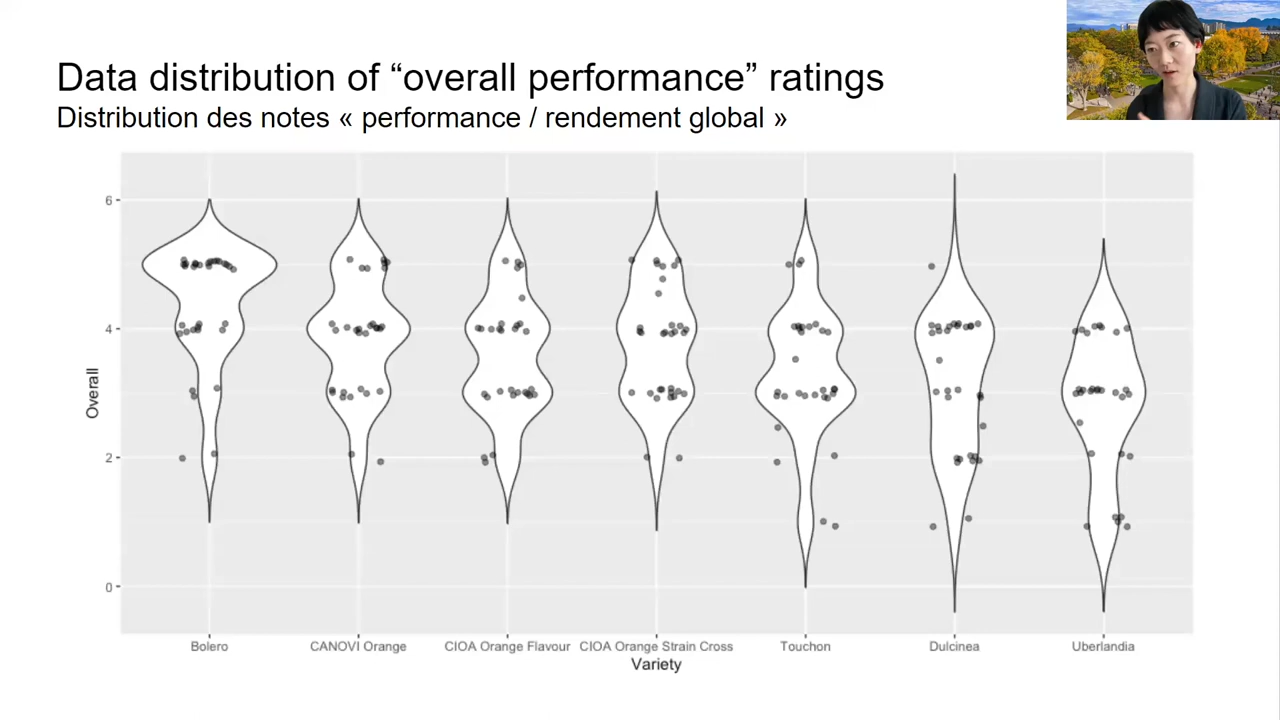 Data distribution of “overall performance” ratings
Distribution des notes « performance / rendement global »
6
4
2
0
Overall
Bolero CANOVI Orange CIOA Orange Flavour CIOA Orange Strain Cross Touchon Dulcinea Uberlandia
Variety